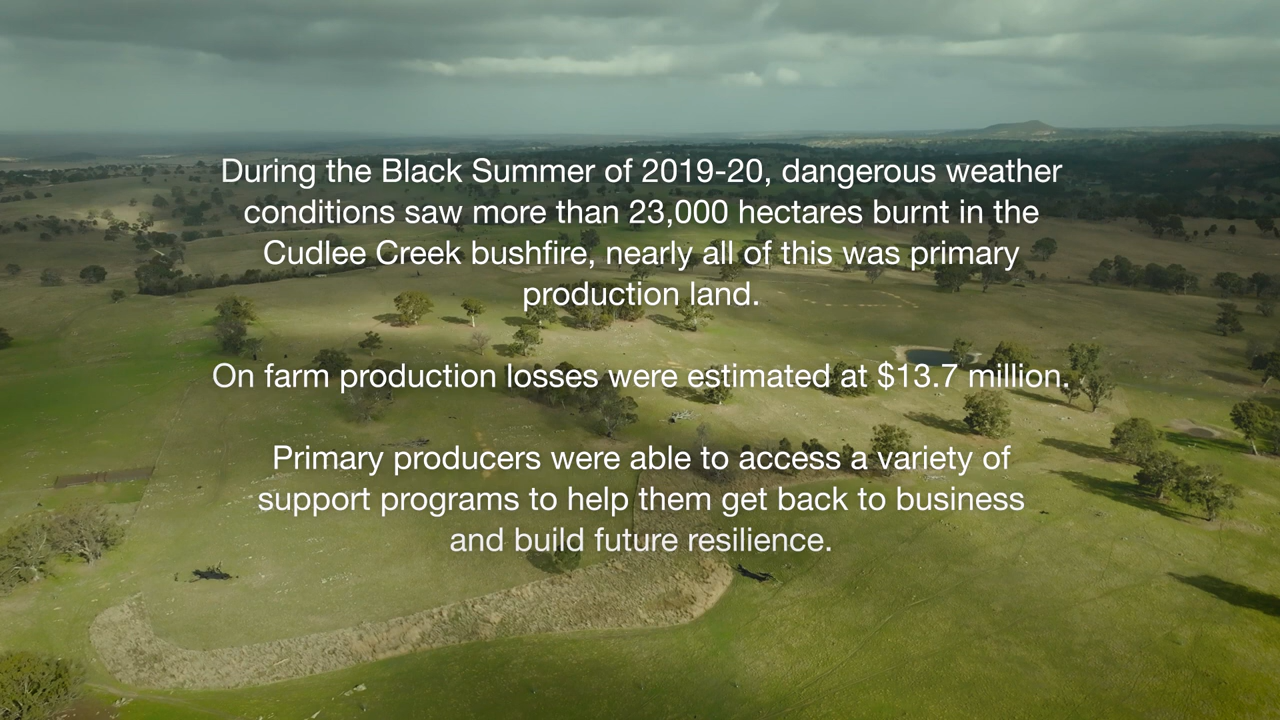 During the Black Summer of 2019-20, dangerous weather
conditions saw more than 23,000 hectares burnt in the
Cudlee Creek bushfire, nearly all of this was primary
production land.
On farm production losses were estimated at $13.7 million.
Primary producers were able to access a variety of
support programs to help them get back to business
and build future resilience.